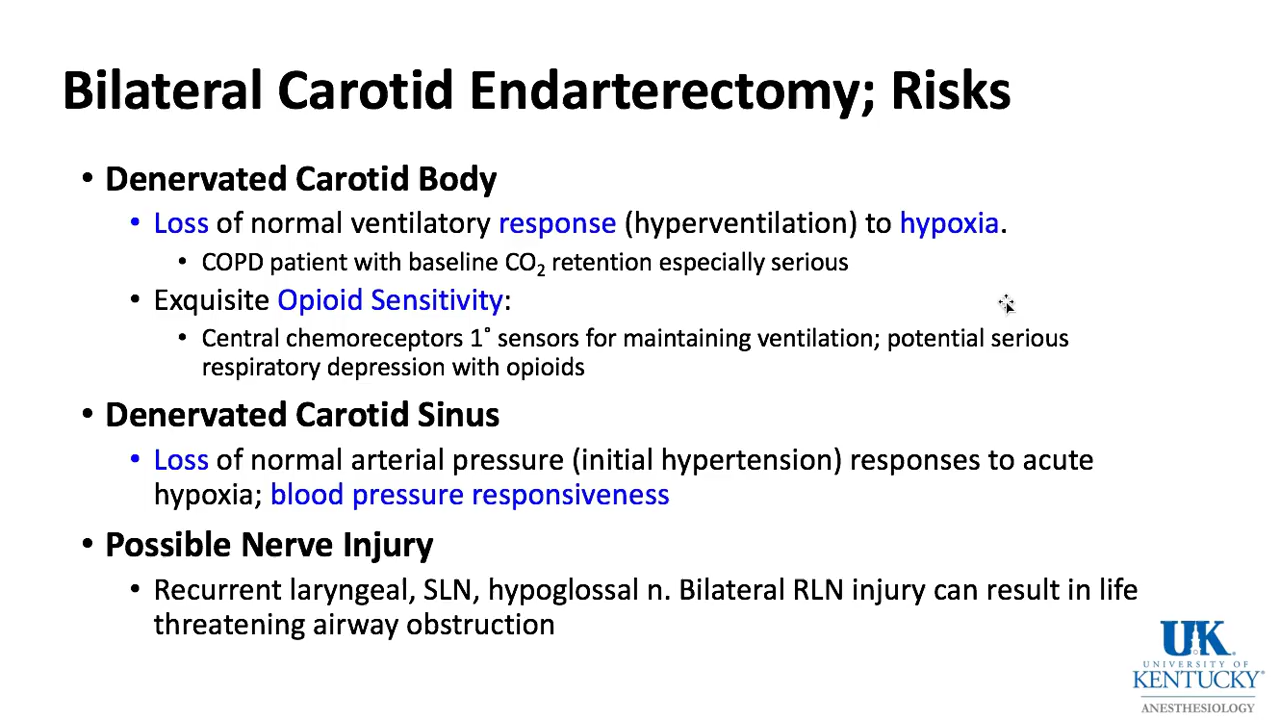 Bilateral Carotid Endarterectomy; Risks
• Denervated Carotid Body
• Loss of normal ventilatory response (hyperventilation) to hypoxia.
• COPD patient with baseline CO₂ retention especially serious
• Exquisite Opioid Sensitivity:
• Central chemoreceptors 1˚ sensors for maintaining ventilation; potential serious
respiratory depression with opioids
• Denervated Carotid Sinus
• Loss of normal arterial pressure (initial hypertension) responses to acute
hypoxia; blood pressure responsiveness
• Possible Nerve Injury
• Recurrent laryngeal, SLN, hypoglossal n. Bilateral RLN injury can result in life
threatening airway obstruction
UK
UNIVERSITY OF
KENTUCKY®
ANESTHESIOLOGY